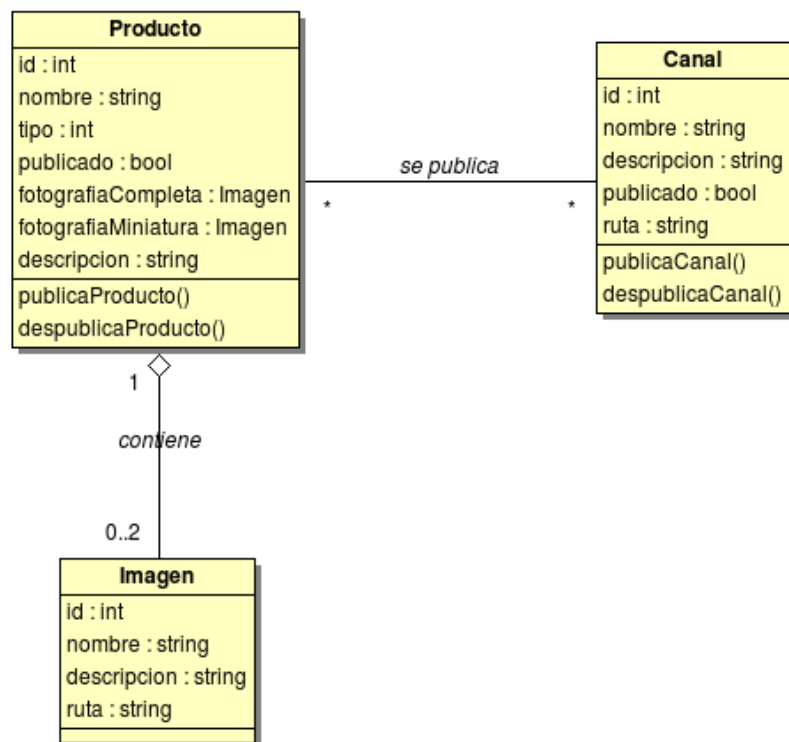 Producto
id : int
nombre : string
tipo : int
publicado : bool
fotografiaCompleta : Imagen
fotografiaMiniatura : Imagen
descripcion : string
publicaProducto()
despublicaProducto()
se publica
*
*
Canal
id : int
nombre : string
descripcion : string
publicado : bool
ruta : string
publicaCanal()
despublicaCanal()
1
contiene
0..2
Imagen
id : int
nombre : string
descripcion : string
ruta : string